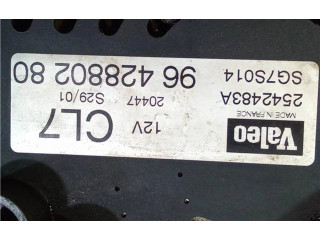 Valeo
MADE IN FRANCE
2542483A
SG7S014
12V
20447
S29/01
CL7
96 428802 80